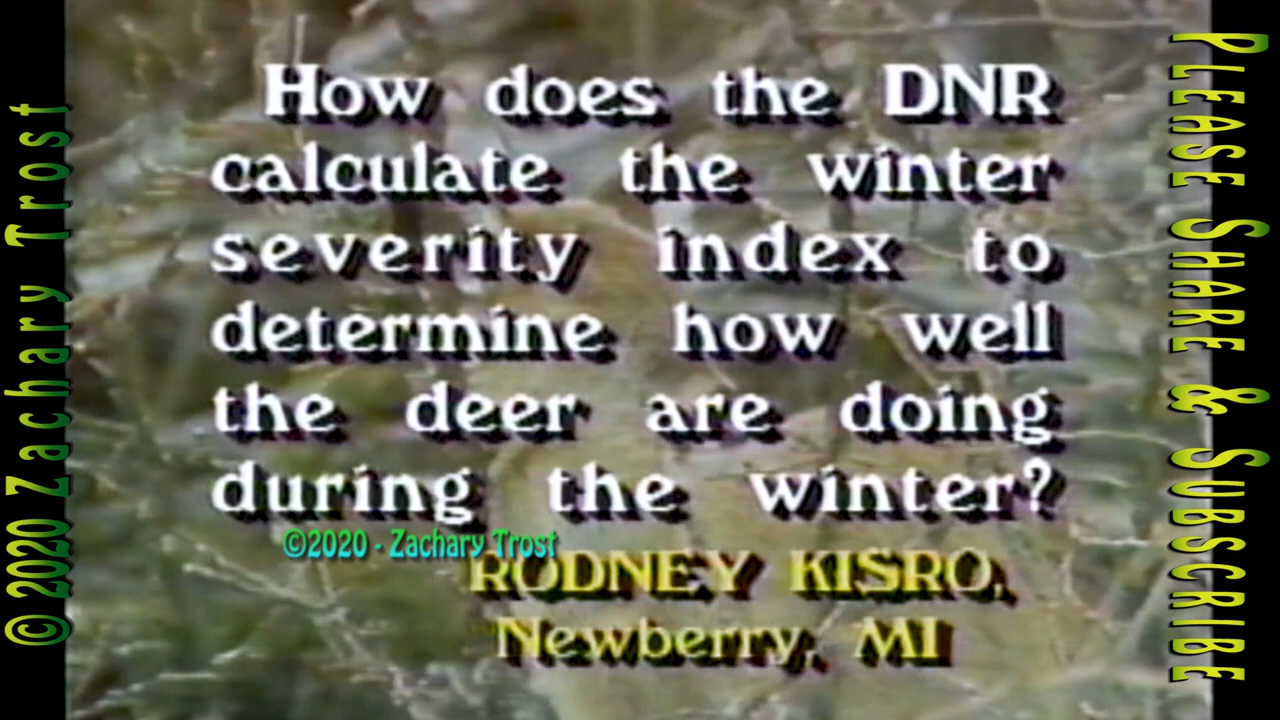 © 2020 Zachary Trost
How does the DNR
calculate the winter
severity index to
determine how well
the deer are doing
during the winter?
©2020 - Zachary Trost
RODNEY KISRO,
Newberry, MI
PLEASE SHARE & SUBSCRIBE